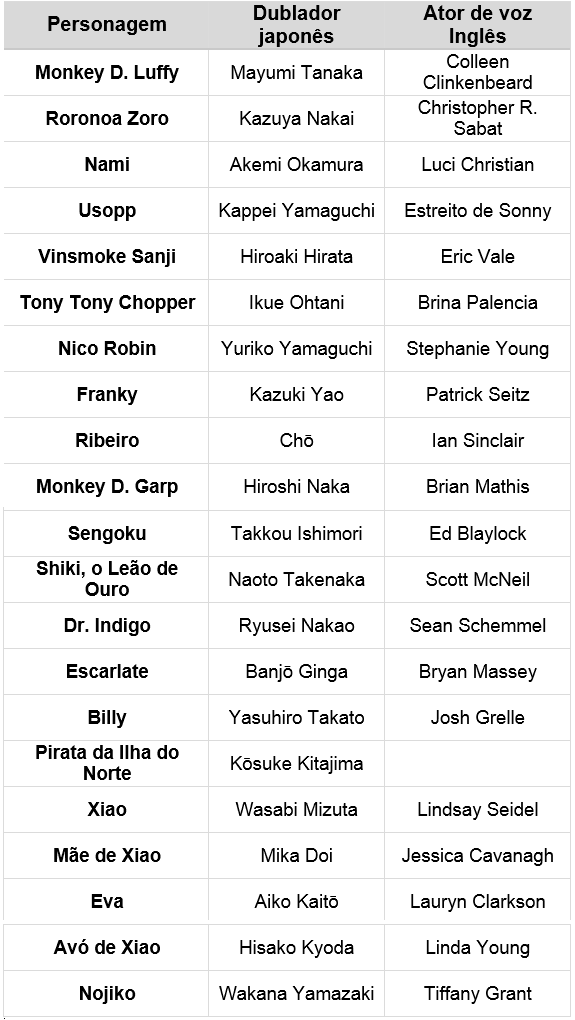 Personagem Dublador japonês Ator de voz Inglês
Monkey D. Luffy Mayumi Tanaka Colleen Clinkenbeard
Roronoa Zoro Kazuya Nakai Christopher R. Sabat
Nami Akemi Okamura Luci Christian
Usopp Kappei Yamaguchi Estreito de Sonny
Vinsmoke Sanji Hiroaki Hirata Eric Vale
Tony Tony Chopper Ikue Ohtani Brina Palencia
Nico Robin Yuriko Yamaguchi Stephanie Young
Franky Kazuki Yao Patrick Seitz
Ribeiro Chō Ian Sinclair
Monkey D. Garp Hiroshi Naka Brian Mathis
Sengoku Takkou Ishimori Ed Blaylock
Shiki, o Leão de Ouro Naoto Takenaka Scott McNeil
Dr. Indigo Ryusei Nakao Sean Schemmel
Escarlate Banjō Ginga Bryan Massey
Billy Yasuhiro Takato Josh Grelle
Pirata da Ilha do Norte Kōsuke Kitajima
Xiao Wasabi Mizuta Lindsay Seidel
Mãe de Xiao Mika Doi Jessica Cavanagh
Eva Aiko Kaitō Lauryn Clarkson
Avó de Xiao Hisako Kyoda Linda Young
Nojiko Wakana Yamazaki Tiffany Grant